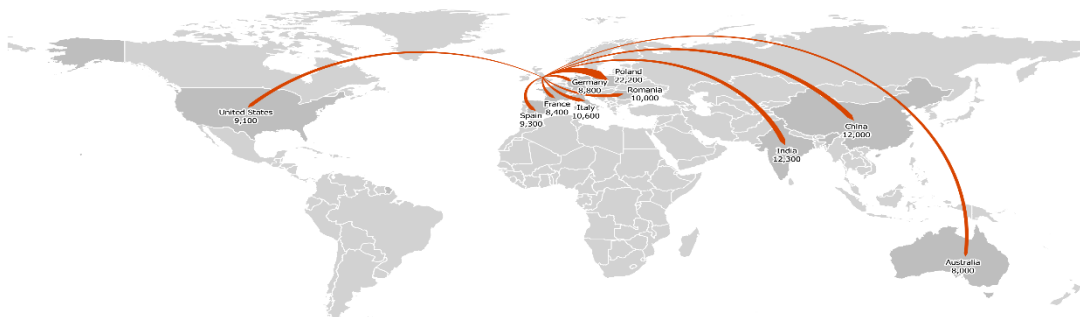 United States
9,100
Spain
9,300
France
8,400
Italy
10,600
Germany
8,800
Poland
22,200
Romania
10,000
India
12,300
China
12,000
Australia
8,000